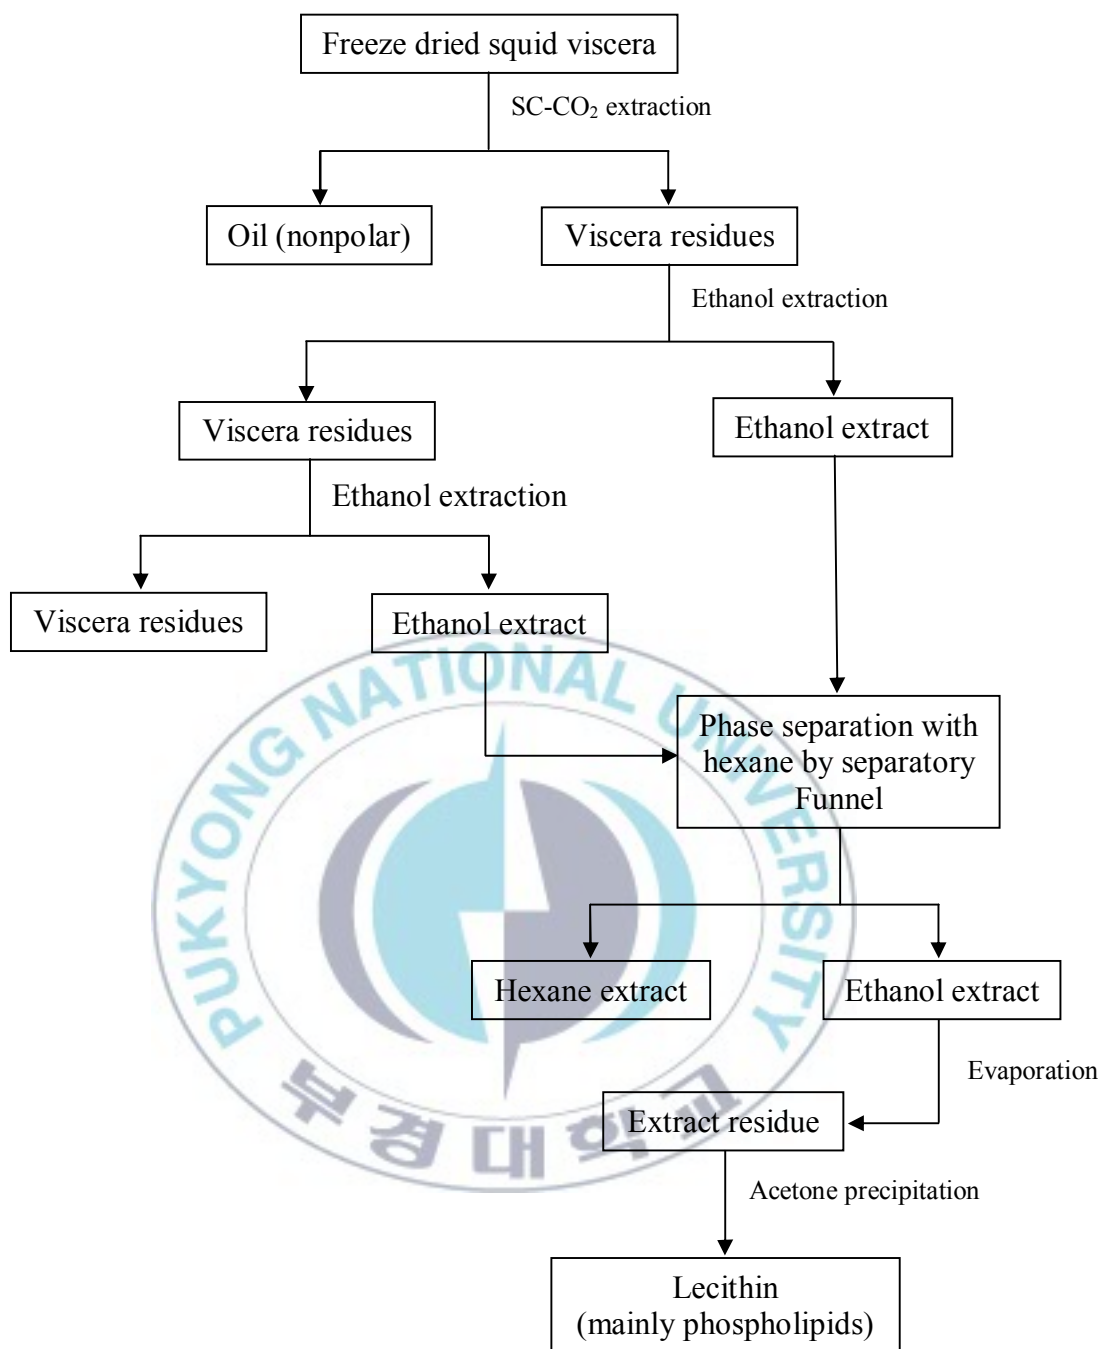 Freeze dried squid viscera
SC-CO₂ extraction
Oil (nonpolar)
Viscera residues
Ethanol extraction
Viscera residues
Ethanol extract
Ethanol extraction
Viscera residues
Ethanol extract
Phase separation with
hexane by separatory
Funnel
Hexane extract
Ethanol extract
Evaporation
Extract residue
Acetone precipitation
Lecithin
(mainly phospholipids)
PUKYONG NATIONAL UNIVERSITY
부경대학교